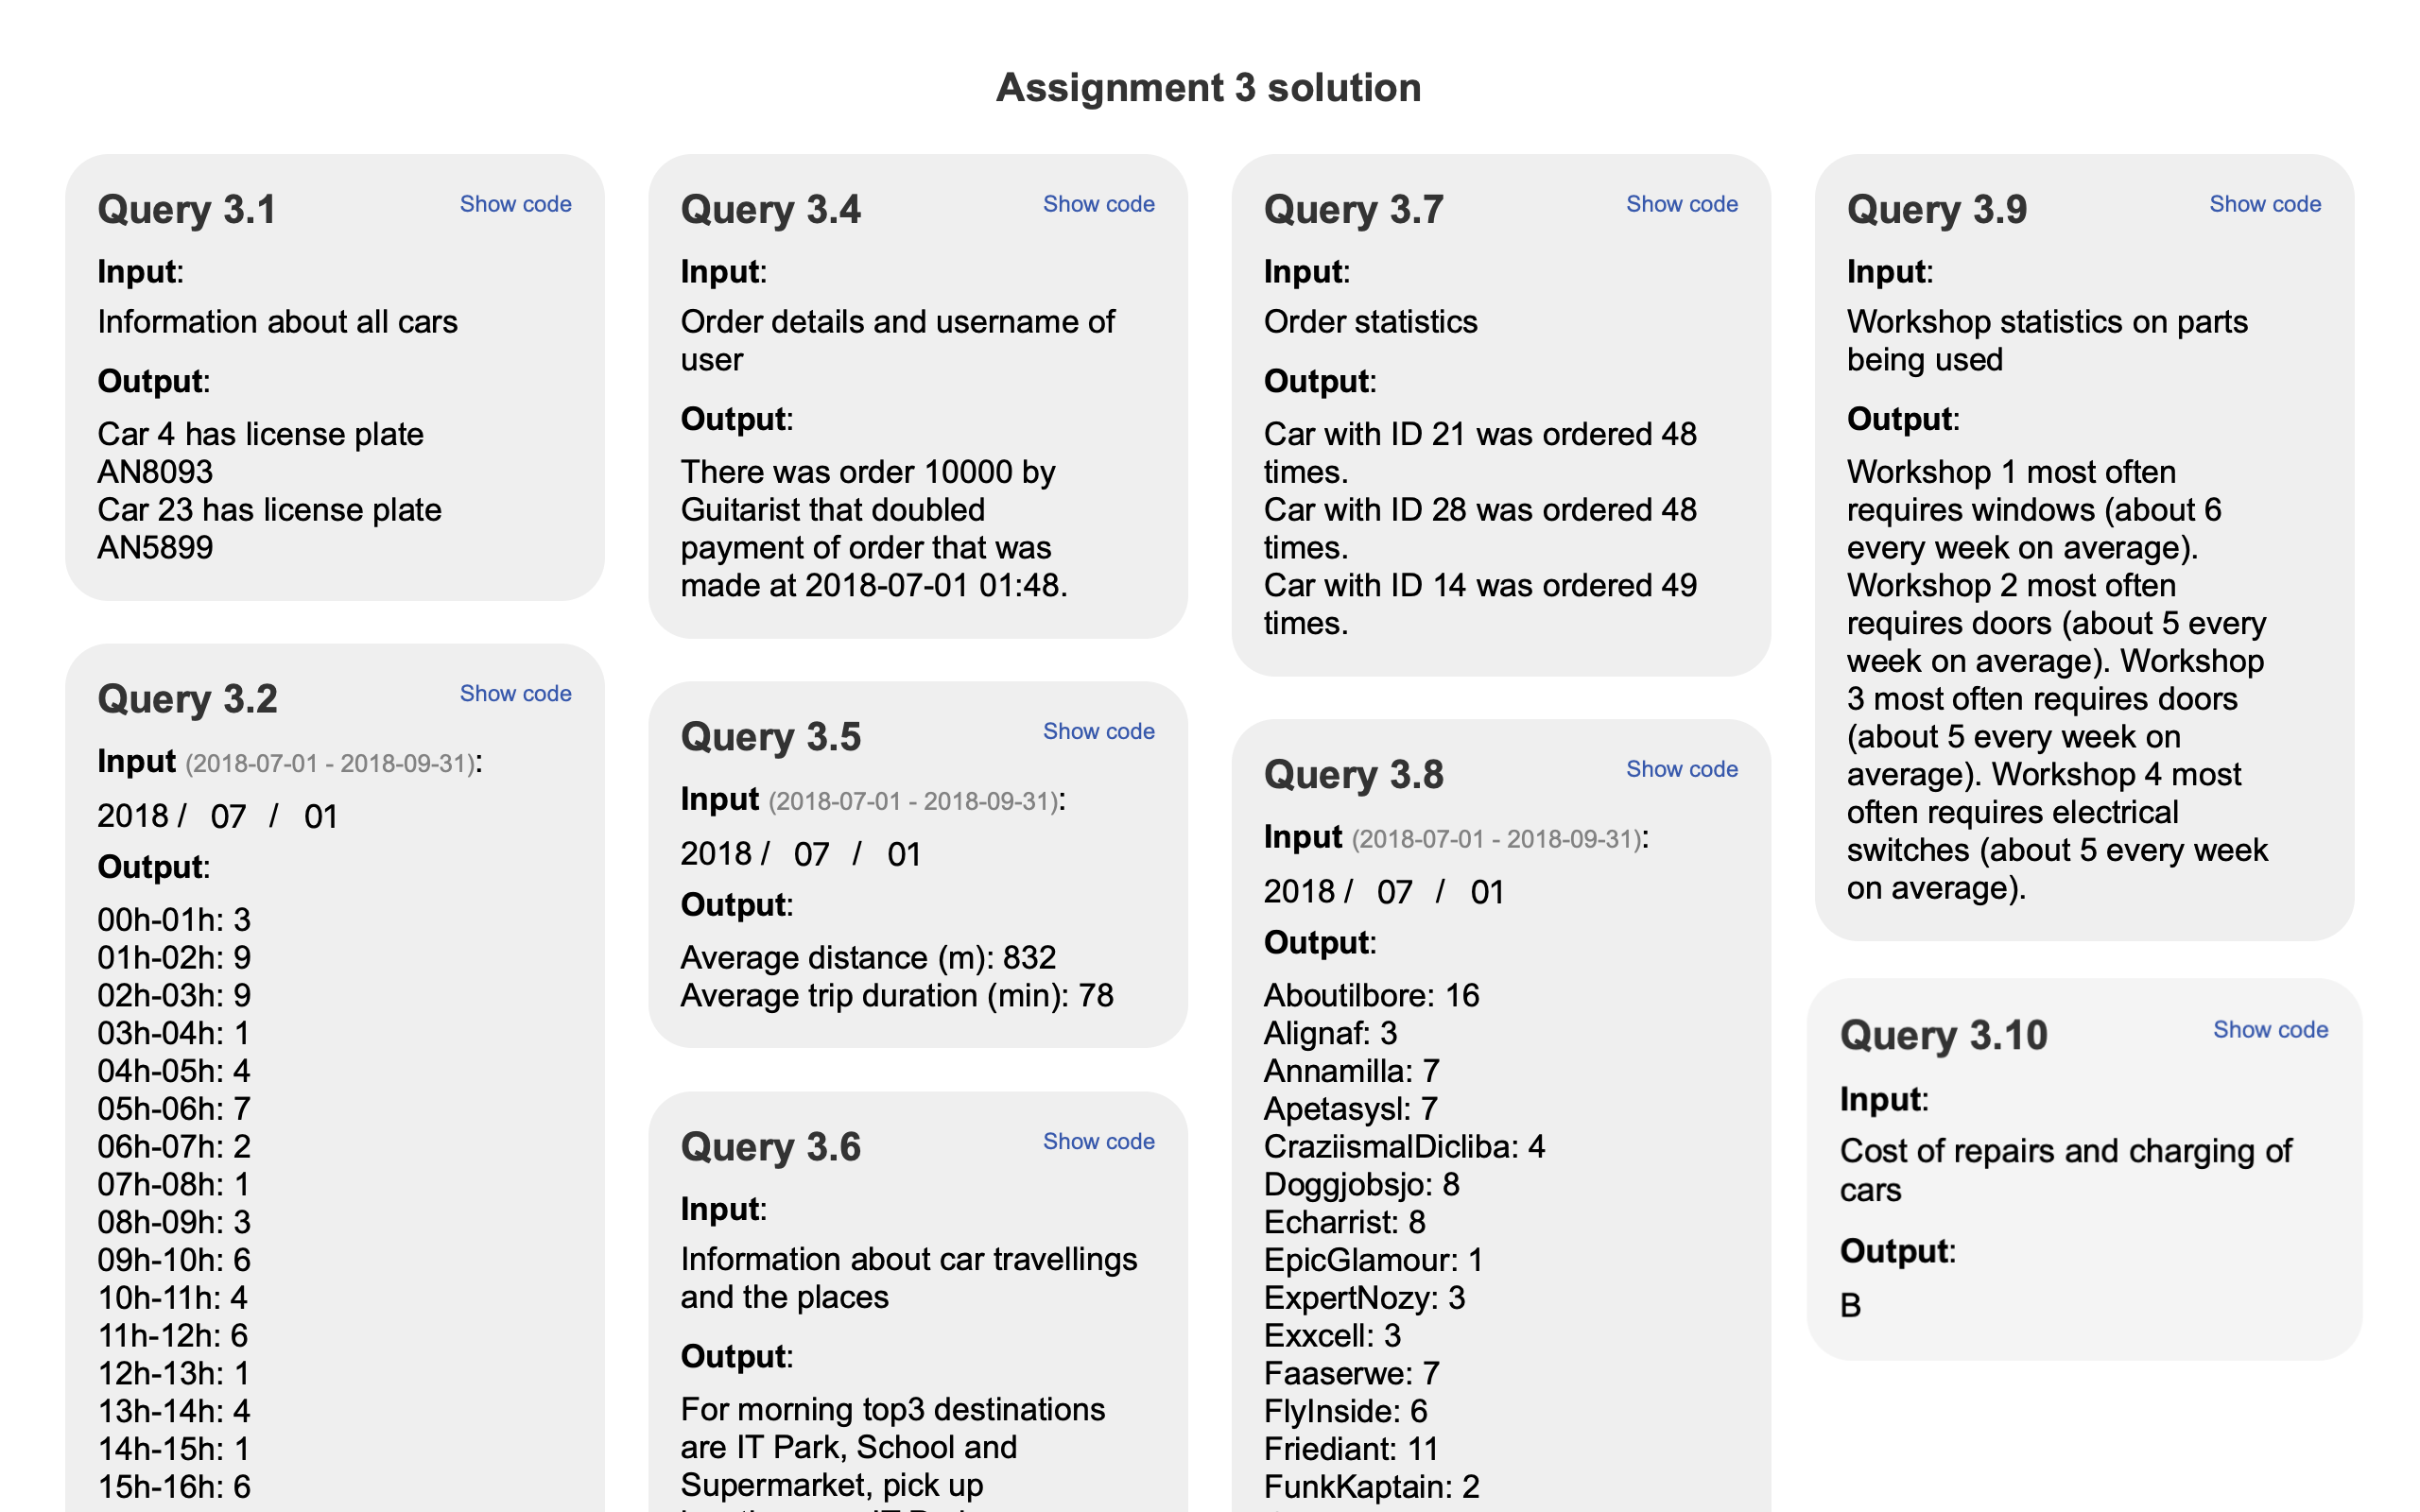 Assignment 3 solution
Query 3.1
Show code
Input:
Information about all cars
Output:
Car 4 has license plate
AN8093
Car 23 has license plate
AN5899
Query 3.2
Show code
Input (2018-07-01 - 2018-09-31):
2018 / 07 / 01
Output:
00h-01h: 3
01h-02h: 9
02h-03h: 9
03h-04h: 1
04h-05h: 4
05h-06h: 7
06h-07h: 2
07h-08h: 1
08h-09h: 3
09h-10h: 6
10h-11h: 4
11h-12h: 6
12h-13h: 1
13h-14h: 4
14h-15h: 1
15h-16h: 6
Query 3.4
Show code
Input:
Order details and username of
user
Output:
There was order 10000 by
Guitarist that doubled
payment of order that was
made at 2018-07-01 01:48.
Query 3.5
Show code
Input (2018-07-01 - 2018-09-31):
2018 / 07 / 01
Output:
Average distance (m): 832
Average trip duration (min): 78
Query 3.6
Show code
Input:
Information about car travellings
and the places
Output:
For morning top3 destinations
are IT Park, School and
Supermarket, pick up
Query 3.7
Show code
Input:
Order statistics
Output:
Car with ID 21 was ordered 48
times.
Car with ID 28 was ordered 48
times.
Car with ID 14 was ordered 49
times.
Query 3.8
Show code
Input (2018-07-01 - 2018-09-31):
2018 / 07 / 01
Output:
Aboutilbore: 16
Alignaf: 3
Annamilla: 7
Apetasysl: 7
CraziismalDicliba: 4
Doggjobsjo: 8
Echarrist: 8
EpicGlamour: 1
ExpertNozy: 3
Exxcell: 3
Faaserwe: 7
FlyInside: 6
Friediant: 11
FunkKaptain: 2
Query 3.9
Show code
Input:
Workshop statistics on parts
being used
Output:
Workshop 1 most often
requires windows (about 6
every week on average).
Workshop 2 most often
requires doors (about 5 every
week on average). Workshop
3 most often requires doors
(about 5 every week on
average). Workshop 4 most
often requires electrical
switches (about 5 every week
on average).
Query 3.10
Show code
Input:
Cost of repairs and charging of
cars
Output:
B